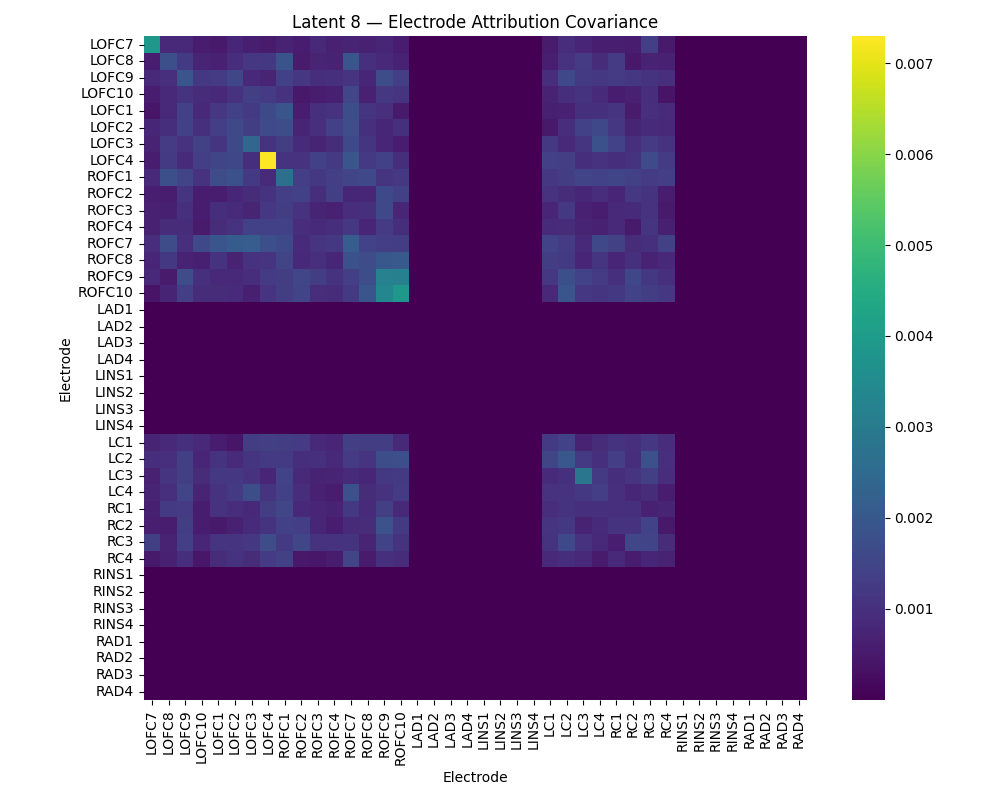 Latent 8 — Electrode Attribution Covariance
LOFC7
LOFC8
LOFC9
LOFC10
LOFC1
LOFC2
LOFC3
LOFC4
ROFC1
ROFC2
ROFC3
ROFC4
ROFC7
ROFC8
ROFC9
ROFC10
LAD1
LAD2
LAD3
LAD4
LINS1
LINS2
LINS3
LINS4
LC1
LC2
LC3
LC4
RC1
RC2
RC3
RC4
RINS1
RINS2
RINS3
RINS4
RAD1
RAD2
RAD3
RAD4
Electrode
LOFC7
LOFC8
LOFC9
LOFC10
LOFC1
LOFC2
LOFC3
LOFC4
ROFC1
ROFC2
ROFC3
ROFC4
ROFC7
ROFC8
ROFC9
ROFC10
LAD1
LAD2
LAD3
LAD4
LINS1
LINS2
LINS3
LINS4
LC1
LC2
LC3
LC4
RC1
RC2
RC3
RC4
RINS1
RINS2
RINS3
RINS4
RAD1
RAD2
RAD3
RAD4
Electrode
0.007
0.006
0.005
0.004
0.003
0.002
0.001